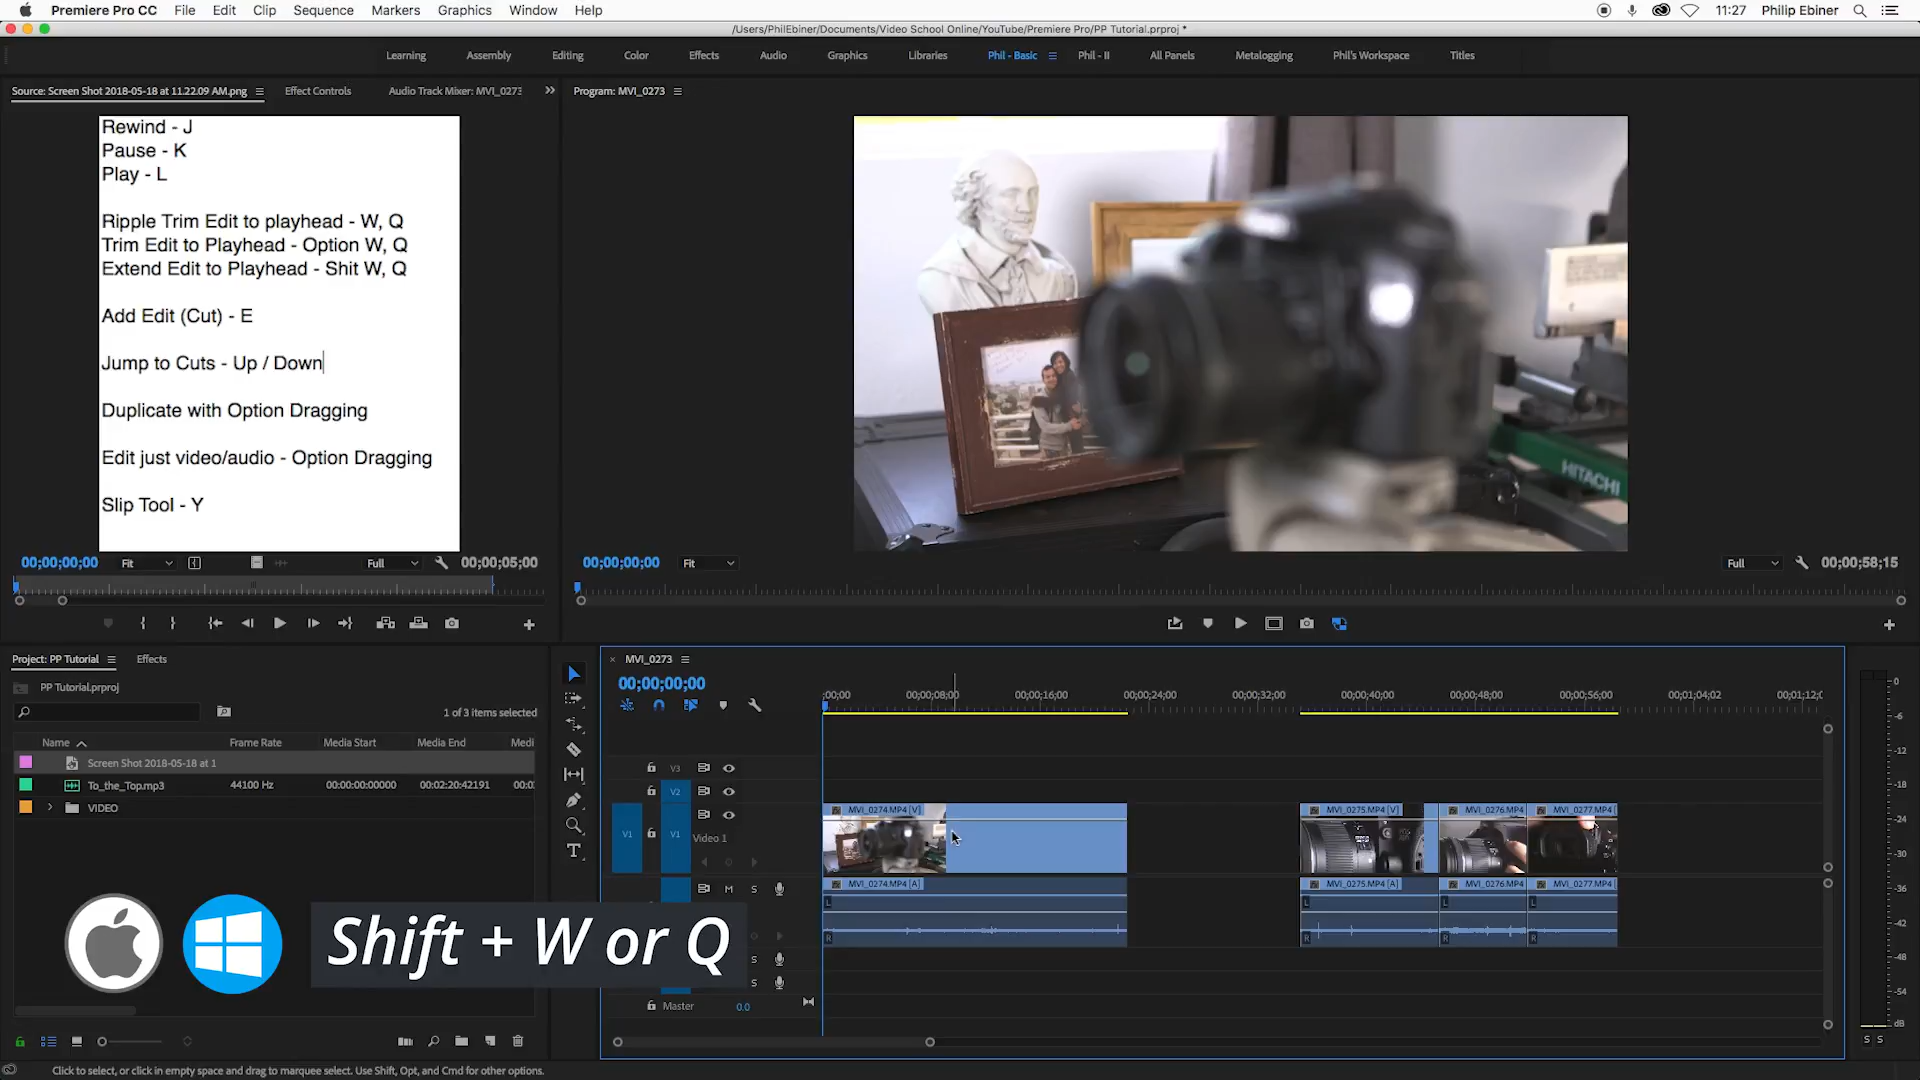 Premiere Pro CC File Edit Clip Sequence Markers Graphics Window Help 11:27 Philip Ebiner
/Users/PhilEbiner/Documents/Video School Online/YouTube/Premiere Pro/PP Tutorial.prproj *
Learning Assembly Editing Color Effects Audio Graphics Libraries Phil - Basic Phil - II All Panels Metalogging Phil's Workspace Titles
Source: Screen Shot 2018-05-18 at 11.22.09 AM.png Effect Controls Audio Track Mixer: MVI_0273
Program: MVI_0273
Rewind - J
Pause - K
Play - L
Ripple Trim Edit to playhead - W, Q
Trim Edit to Playhead - Option W, Q
Extend Edit to Playhead - Shit W, Q
Add Edit (Cut) - E
Jump to Cuts - Up / Down
Duplicate with Option Dragging
Edit just video/audio - Option Dragging
Slip Tool - Y
HITACHI
00;00;00;00 Fit Full 00;00;05;00
00;00;00;00 Fit Full 00;00;58;15
Project: PP Tutorial Effects
PP Tutorial.prproj
1 of 3 items selected
Name Frame Rate Media Start Media End Medi
Screen Shot 2018-05-18 at 1
To_the_Top.mp3 44100 Hz 00:00:00:00000 00:02:20:42191 00:0
VIDEO
MVI_0273
00;00;00;00
;00;00 00;00;08;00 00;00;16;00 00;00;24;00 00;00;32;00 00;00;40;00 00;00;48;00 00;00;56;00 00;01;04;02 00;01;12;0
V3
V2
V1 V1 Video 1
MVI_0274.MP4 [V] MVI_0275.MP4 [V] MVI_0276.MP4 MVI_0277.MP4 [
M S
MVI_0274.MP4 [A] MVI_0275.MP4 [A] MVI_0276.MP4 MVI_0277.MP4 [
L L L L
R R R R
S
S
Master 0.0
0
-6
-12
-18
-24
-30
-36
-42
-48
-54
dB
S S
Shift + W or Q
Click to select, or click in empty space and drag to marquee select. Use Shift, Opt, and Cmd for other options.